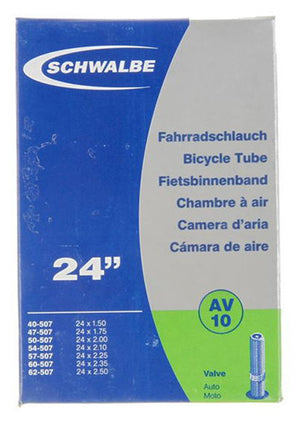 SCHWALBE
Fahrradschlauch
Bicycle Tube
Fietsbinnenband
Chambre à air
Camera d'aria
Cámara de aire
24”
AV
10
40-507 24 x 1.50
47-507 24 x 1.75
50-507 24 x 2.00
54-507 24 x 2.10
57-507 24 x 2.25
60-507 24 x 2.35
62-507 24 x 2.50
Valve
Auto
Moto